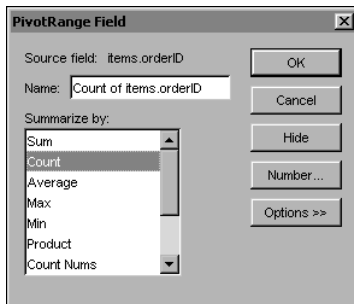 PivotRange Field
Source field: items.orderID
Name: Count of items.orderID
Summarize by:
Sum
Count
Average
Max
Min
Product
Count Nums
OK
Cancel
Hide
Number...
Options >>